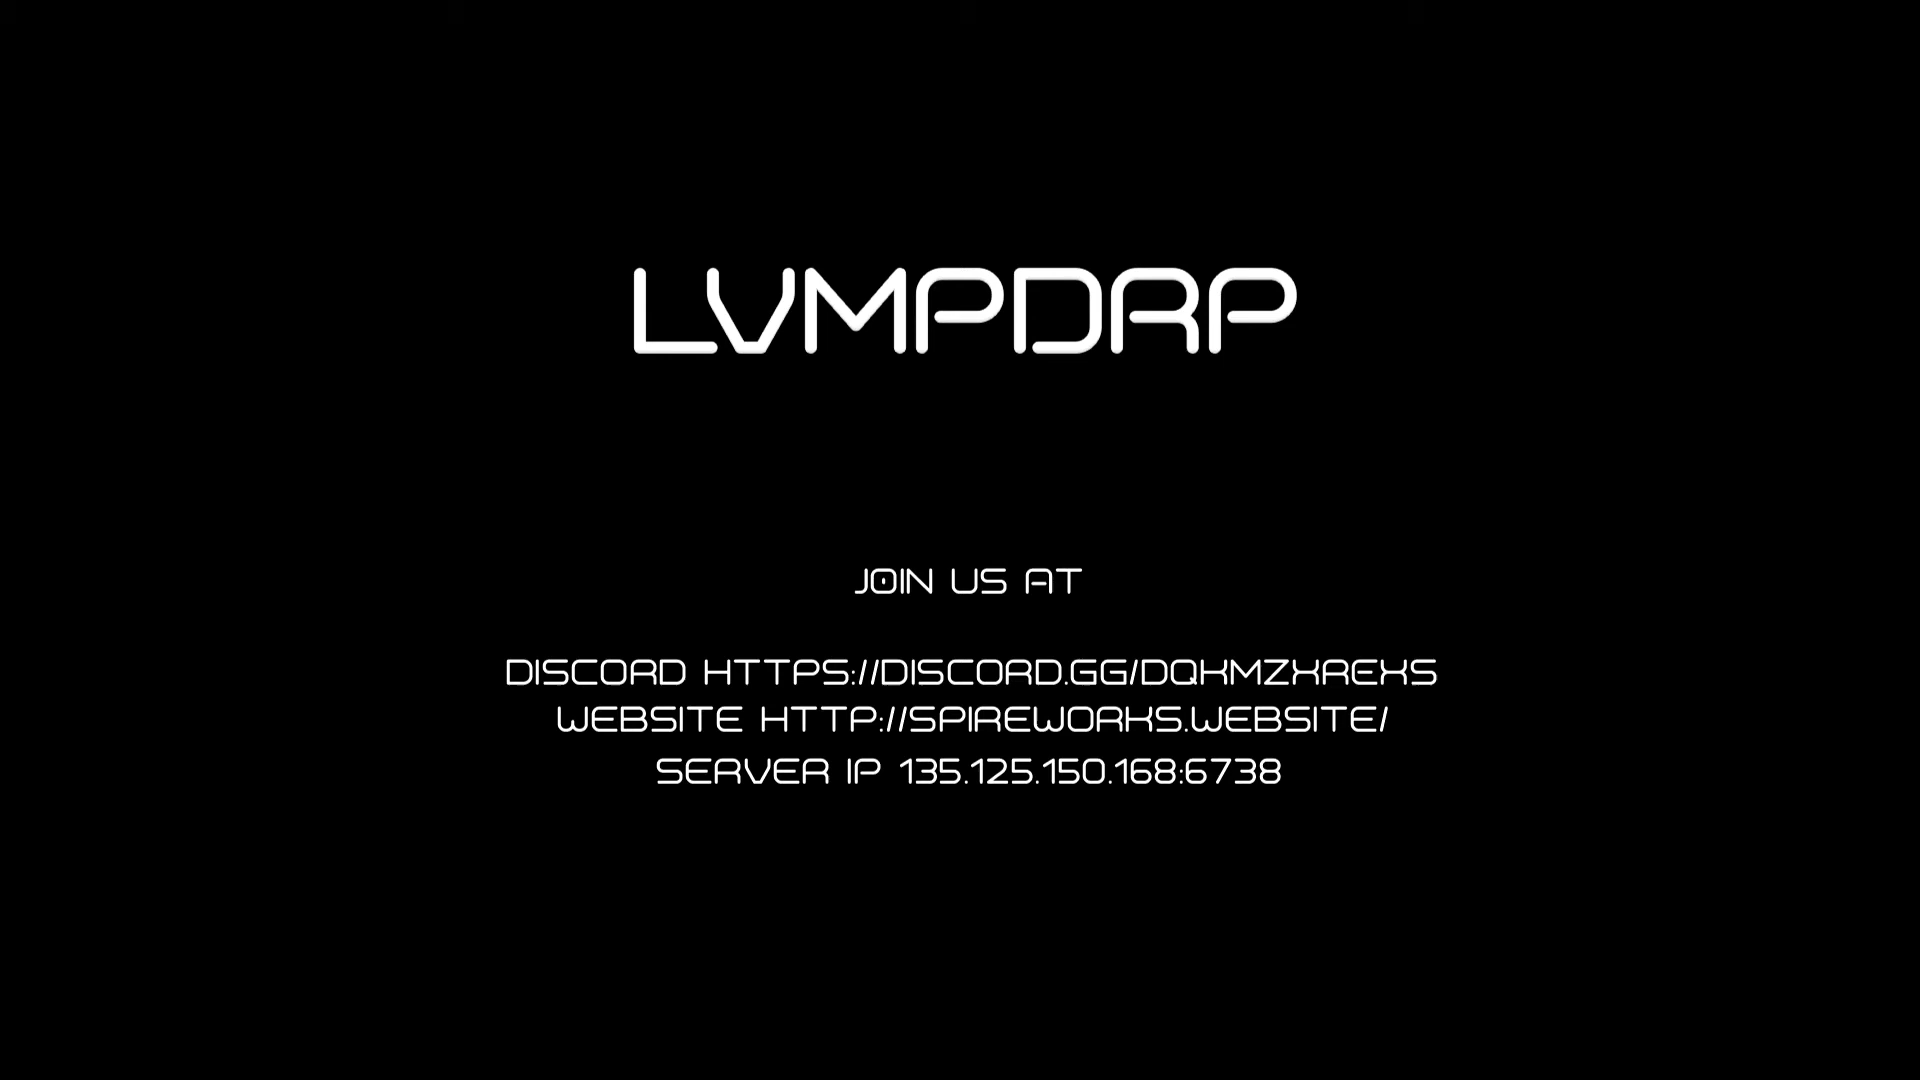 LVMPDRP
JOIN US AT
DISCORD HTTPS://DISCORD.GG/DQKMZXREXS
WEBSITE HTTP://SPIREWORKS.WEBSITE/
SERVER IP 135.125.150.168:6738